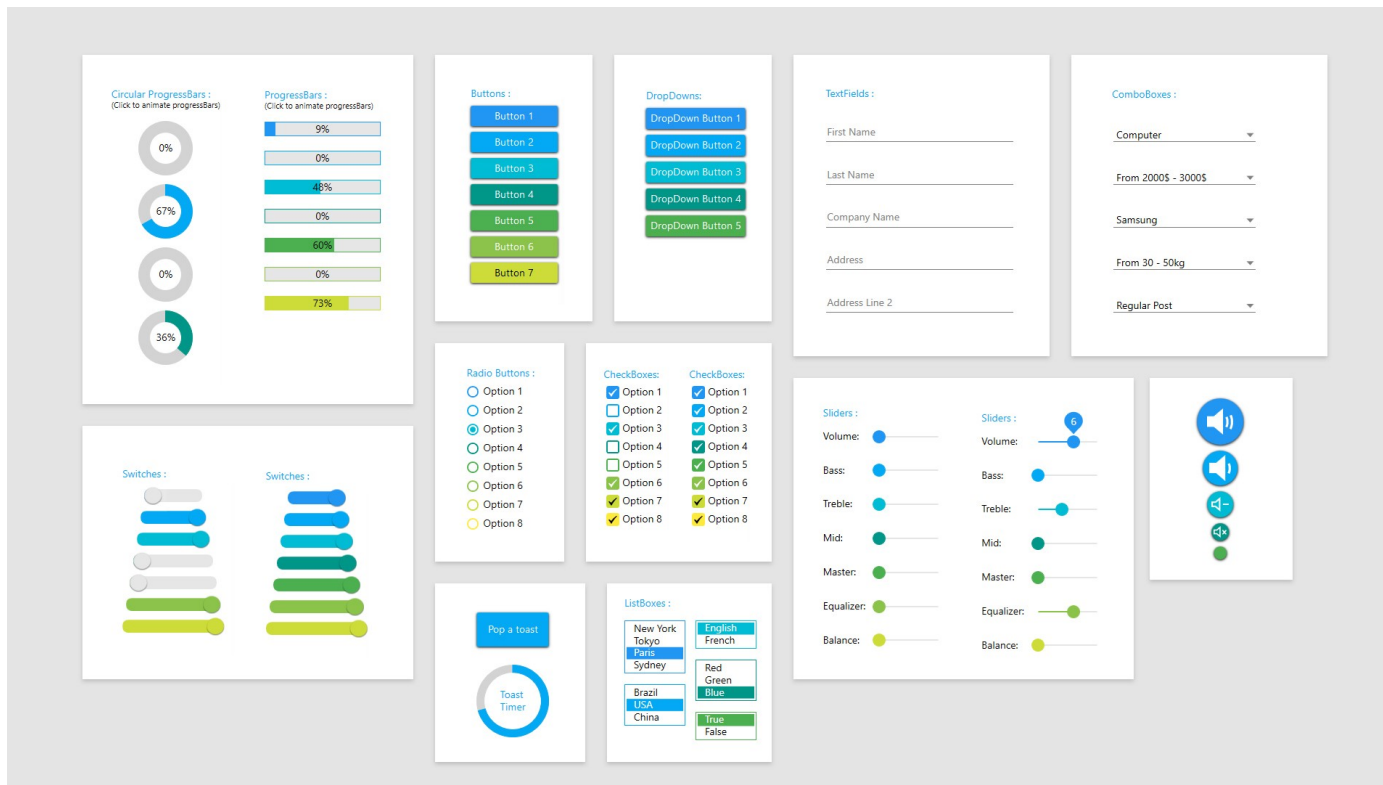 Circular ProgressBars :
(Click to animate progressBars)
0%
67%
0%
36%
ProgressBars :
(Click to animate progressBars)
9%
0%
48%
0%
60%
0%
73%
Buttons :
Button 1
Button 2
Button 3
Button 4
Button 5
Button 6
Button 7
DropDowns:
DropDown Button 1
DropDown Button 2
DropDown Button 3
DropDown Button 4
DropDown Button 5
TextFields :
First Name
Last Name
Company Name
Address
Address Line 2
ComboBoxes :
Computer
From 2000$ - 3000$
Samsung
From 30 - 50kg
Regular Post
Switches :
Switches :
Radio Buttons :
Option 1
Option 2
Option 3
Option 4
Option 5
Option 6
Option 7
Option 8
CheckBoxes:
Option 1
Option 2
Option 3
Option 4
Option 5
Option 6
Option 7
Option 8
CheckBoxes:
Option 1
Option 2
Option 3
Option 4
Option 5
Option 6
Option 7
Option 8
Sliders :
Volume:
Bass:
Treble:
Mid:
Master:
Equalizer:
Balance:
Sliders :
6
Volume:
Bass:
Treble:
Mid:
Master:
Equalizer:
Balance:
Pop a toast
Toast
Timer
ListBoxes :
New York
Tokyo
Paris
Sydney
Brazil
USA
China
English
French
Red
Green
Blue
True
False